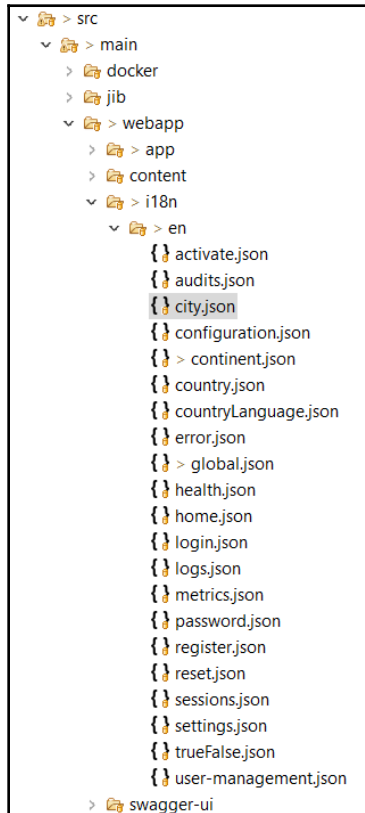 > src
> main
docker
jib
> webapp
> app
content
> i18n
> en
{} activate.json
{} audits.json
{} city.json
{} configuration.json
{} > continent.json
{} country.json
{} countryLanguage.json
{} error.json
{} > global.json
{} health.json
{} home.json
{} login.json
{} logs.json
{} metrics.json
{} password.json
{} register.json
{} reset.json
{} sessions.json
{} settings.json
{} trueFalse.json
{} user-management.json
swagger-ui